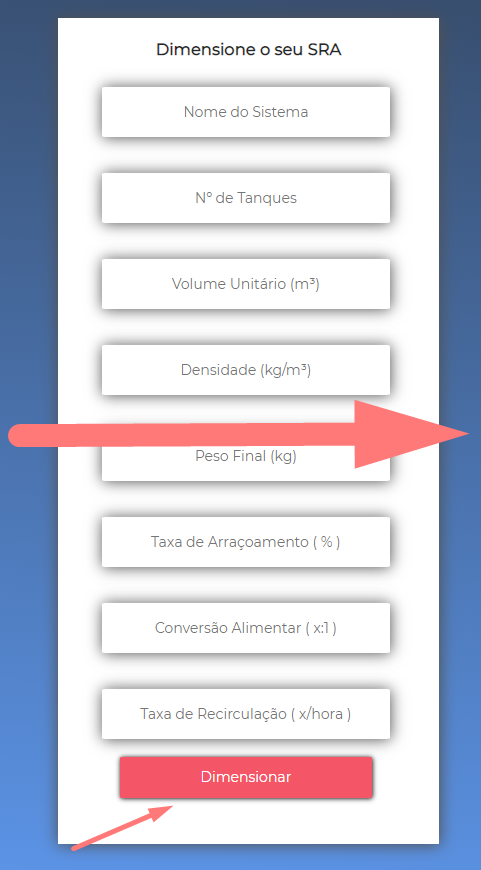 Dimensione o seu SRA
Nome do Sistema
Nº de Tanques
Volume Unitário (m³)
Densidade (kg/m³)
Peso Final (kg)
Taxa de Arraçoamento ( % )
Conversão Alimentar ( x:1 )
Taxa de Recirculação ( x/hora )
Dimensionar